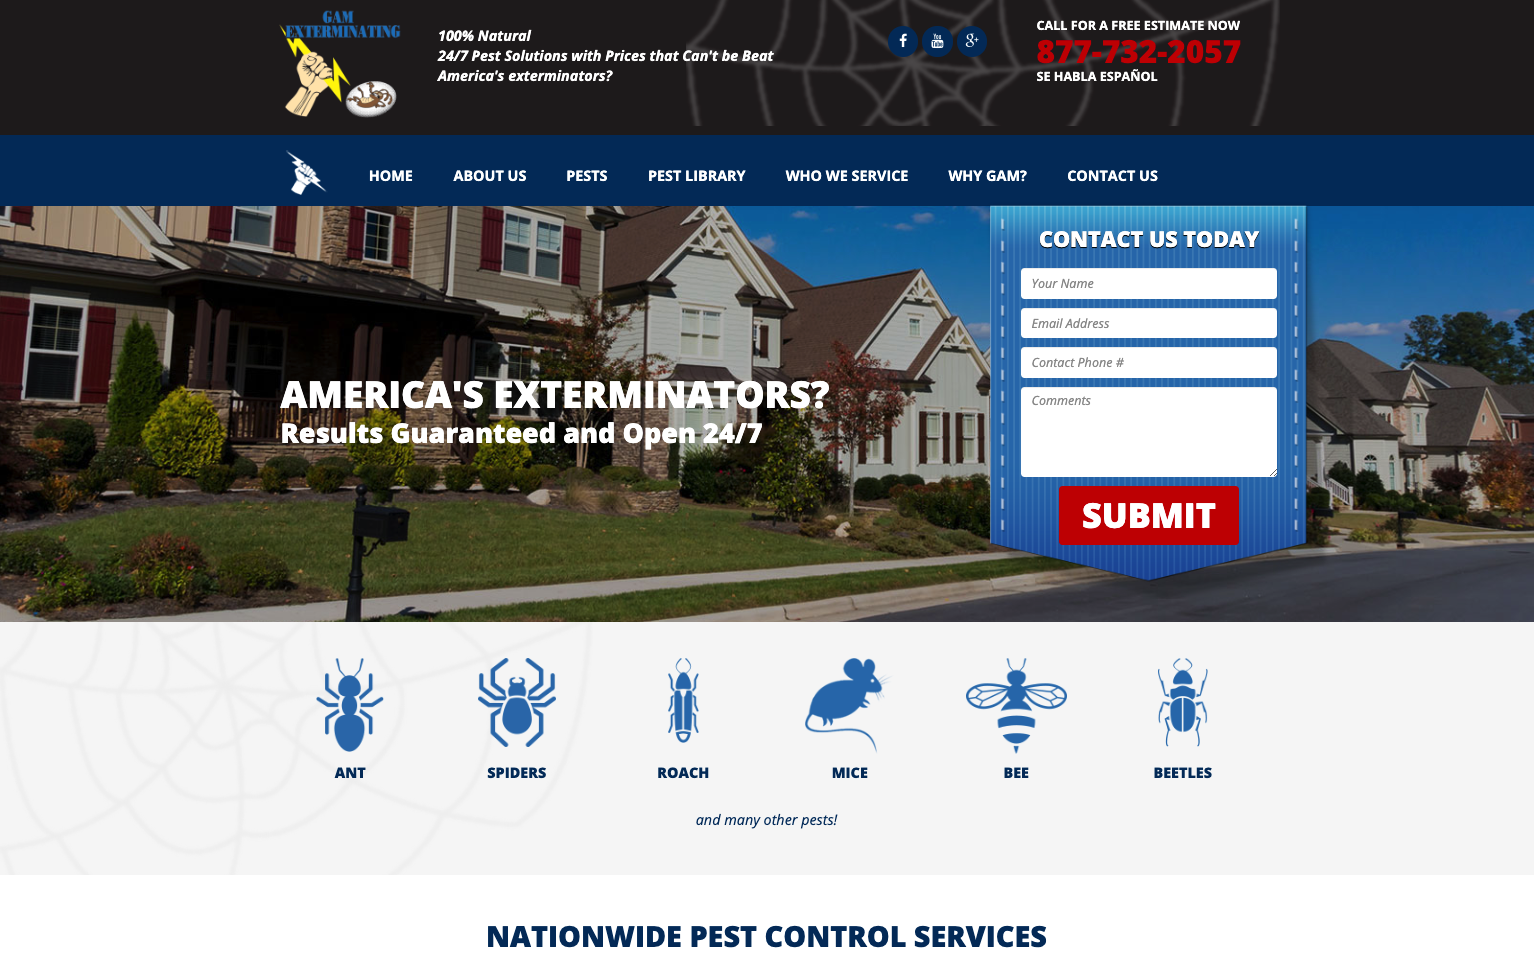 GAM
EXTERMINATING
100% Natural
24/7 Pest Solutions with Prices that Can't be Beat
America's exterminators?
f
You
Tube
g+
CALL FOR A FREE ESTIMATE NOW
877-732-2057
SE HABLA ESPAÑOL
HOME ABOUT US PESTS PEST LIBRARY WHO WE SERVICE WHY GAM? CONTACT US
AMERICA'S EXTERMINATORS?
Results Guaranteed and Open 24/7
CONTACT US TODAY
Your Name
Email Address
Contact Phone #
Comments
SUBMIT
ANT SPIDERS ROACH MICE BEE BEETLES
and many other pests!
NATIONWIDE PEST CONTROL SERVICES